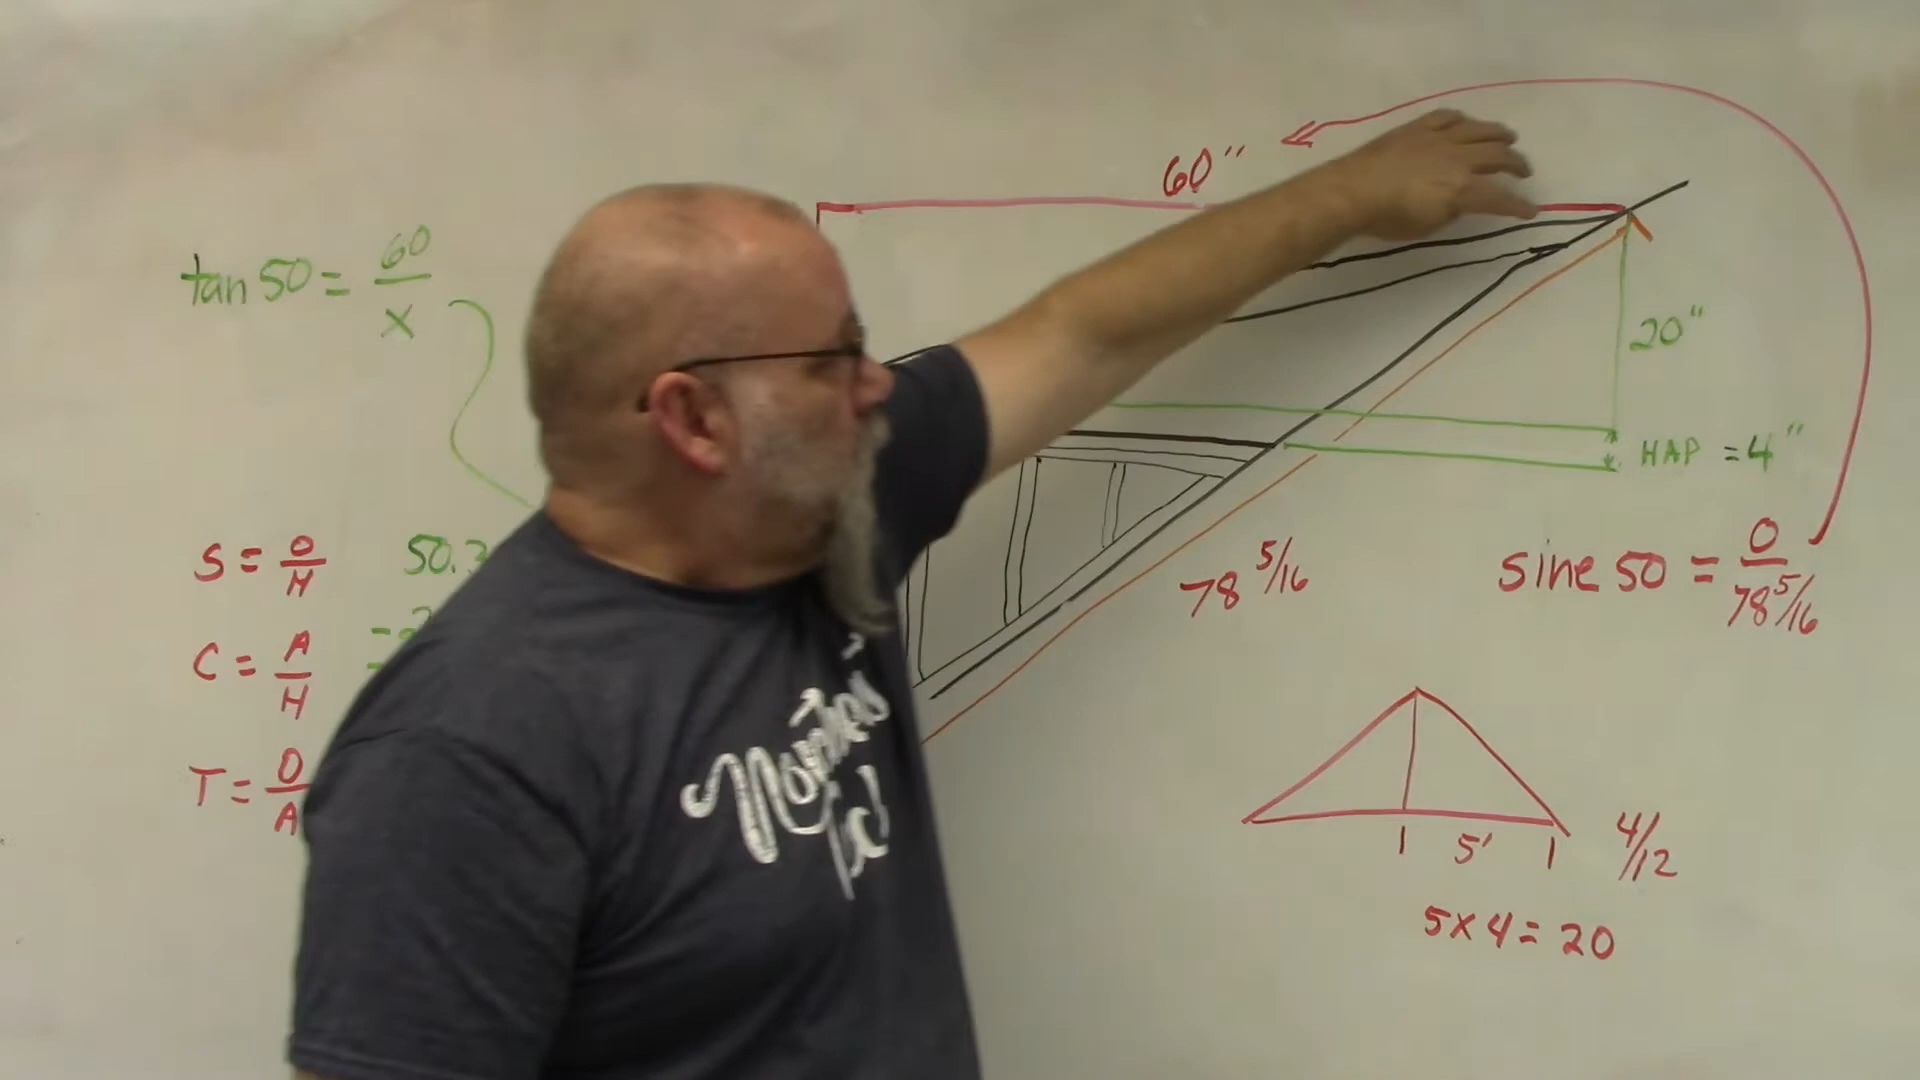 60"
tan 50 = 60/X
20"
HAP = 4"
S = O/H
50.3
C = A/H
T = O/A
78 5/16
sine 50 = O/78 5/16
5'
4/12
5 x 4 = 20